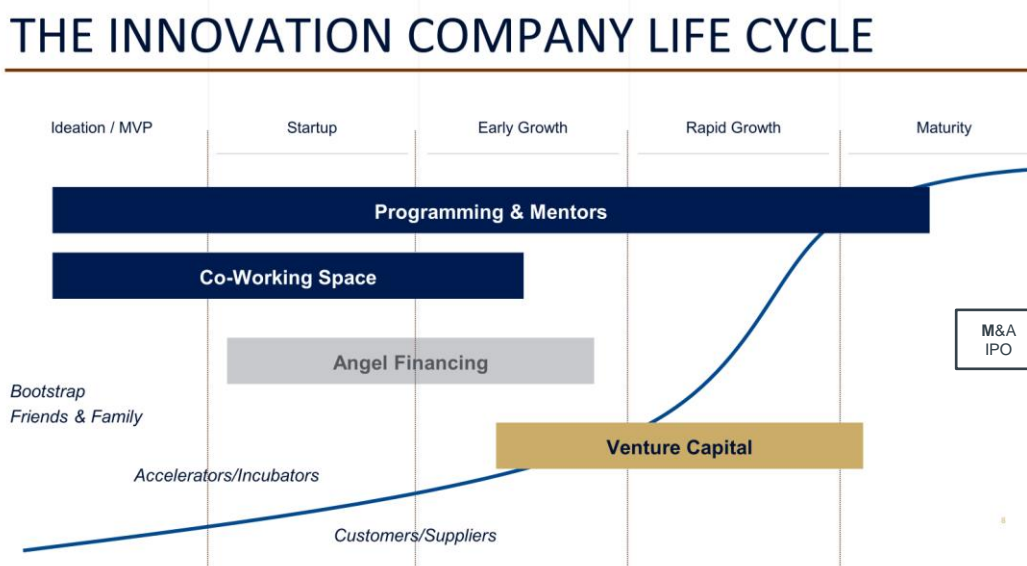 THE INNOVATION COMPANY LIFE CYCLE
Ideation / MVP
Startup
Early Growth
Rapid Growth
Maturity
Programming & Mentors
Co-Working Space
Angel Financing
M&A
IPO
Bootstrap
Friends & Family
Venture Capital
Accelerators/Incubators
Customers/Suppliers
8